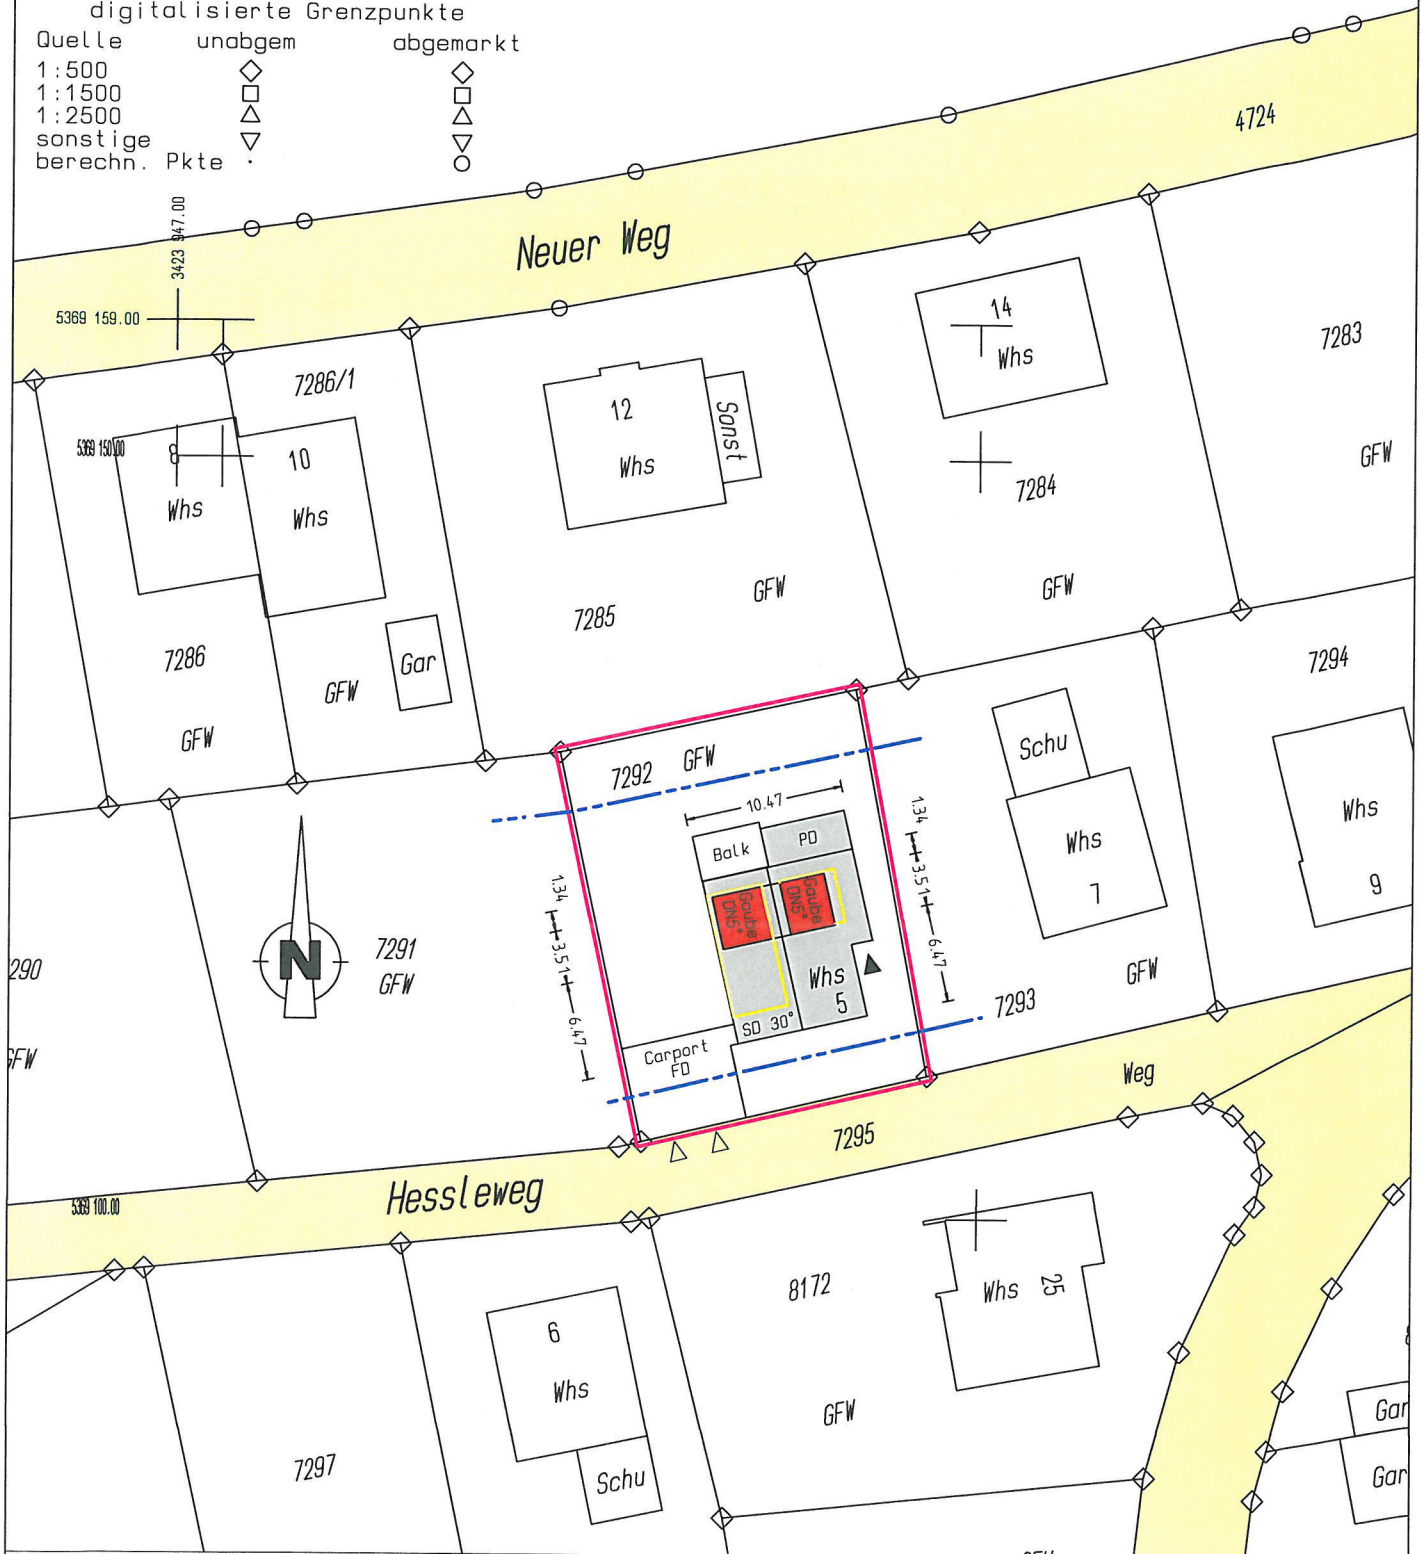 digitalisierte Grenzpunkte
Quelle unabgem abgemarkt
1:500
1:1500
1:2500
sonstige
berechn. Pkte
4724
3423 947.00
Neuer Weg
5369 159.00
14
Whs
7283
7286/1
12
Whs
Sonst
5369 150.00
8
Whs
10
Whs
GFW
7284
GFW
7285
GFW
7286
GFW
GFW
Gar
7294
7292
GFW
Schu
10.47
Balk
PD
1.34
3.51
6.47
Whs
7
Whs
9
Gaube
DN5°
Gaube
DN5°
1.34
3.51
6.47
N
7291
GFW
290
GFW
Whs
5
SD 30°
GFW
7293
Carport
FD
Weg
7295
Hessleweg
5369 100.00
8172
Whs
25
6
Whs
GFW
Schu
7297
Gar
Gar